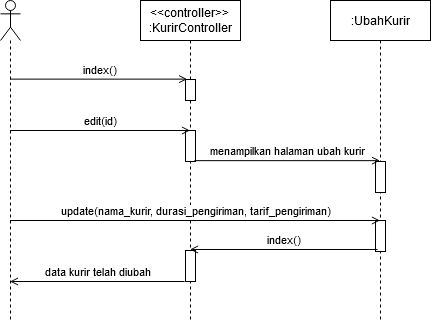 <<controller>>
:KurirController
:UbahKurir
index()
edit(id)
menampilkan halaman ubah kurir
update(nama_kurir, durasi_pengiriman, tarif_pengiriman)
index()
data kurir telah diubah